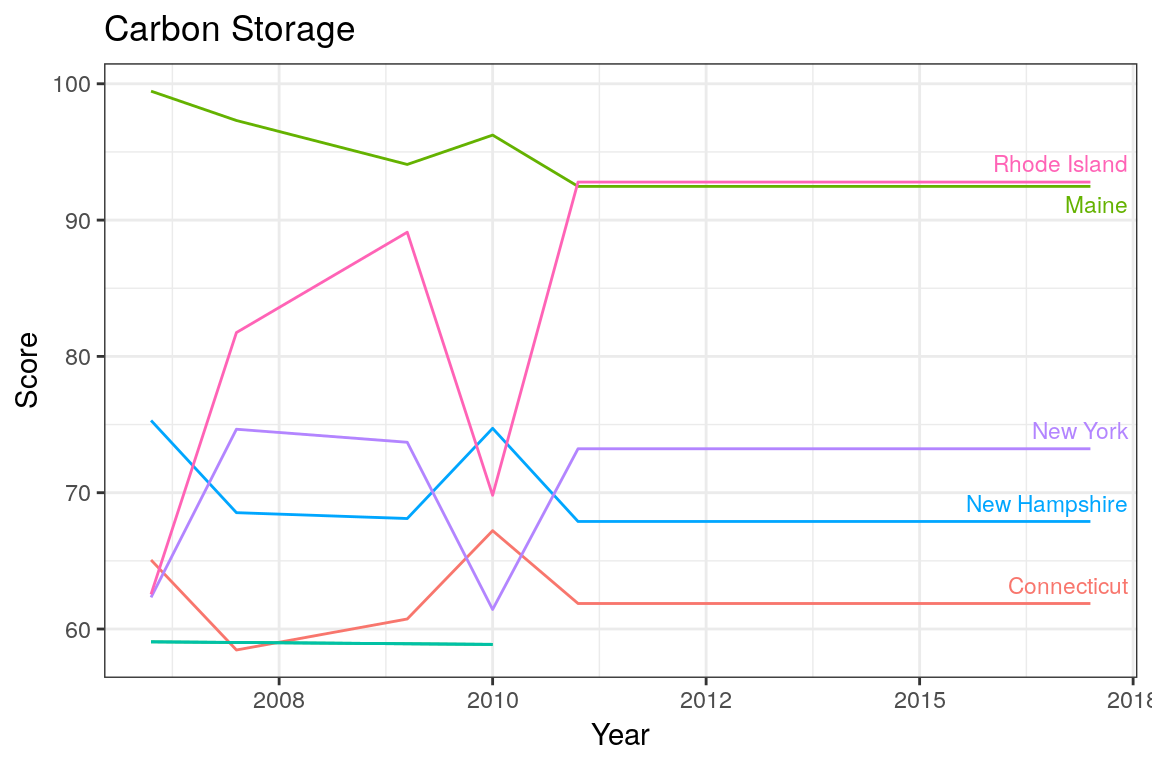 Carbon Storage
100
90
80
70
60
Score
Rhode Island
Maine
New York
New Hampshire
Connecticut
2008
2010
2012
2015
2018
Year